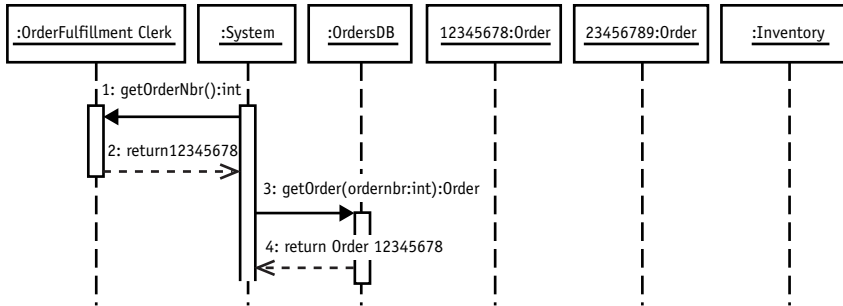 :OrderFulfillment Clerk
:System
:OrdersDB
12345678:Order
23456789:Order
:Inventory
1: getOrderNbr():int
2: return12345678
3: getOrder(ordernbr:int):Order
4: return Order 12345678